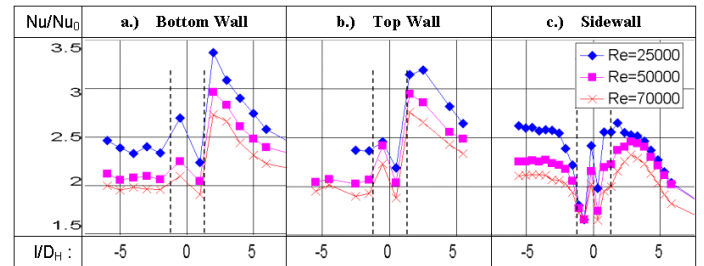 Nu/Nu0 a.) Bottom Wall b.) Top Wall c.) Sidewall
3.5
3
2.5
2
1.5
Re=25000
Re=50000
Re=70000
l/DH : -5 0 5 -5 0 5 -5 0 5